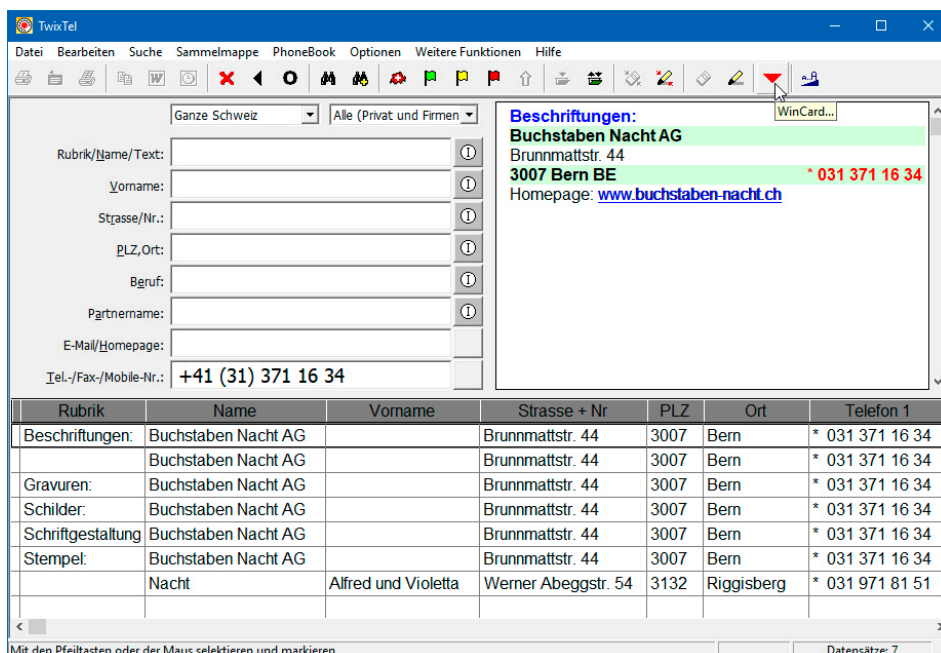 TwixTel
Datei Bearbeiten Suche Sammelmappe PhoneBook Optionen Weitere Funktionen Hilfe
WinCard...
Ganze Schweiz Alle (Privat und Firmen
Rubrik/Name/Text:
Vorname:
Strasse/Nr.:
PLZ,Ort:
Beruf:
Partnername:
E-Mail/Homepage:
Tel.-/Fax-/Mobile-Nr.: +41 (31) 371 16 34
Beschriftungen:
Buchstaben Nacht AG
Brunnmattstr. 44
3007 Bern BE * 031 371 16 34
Homepage: www.buchstaben-nacht.ch
Rubrik Name Vorname Strasse + Nr PLZ Ort Telefon 1
Beschriftungen: Buchstaben Nacht AG Brunnmattstr. 44 3007 Bern * 031 371 16 34
Buchstaben Nacht AG Brunnmattstr. 44 3007 Bern * 031 371 16 34
Gravuren: Buchstaben Nacht AG Brunnmattstr. 44 3007 Bern * 031 371 16 34
Schilder: Buchstaben Nacht AG Brunnmattstr. 44 3007 Bern * 031 371 16 34
Schriftgestaltung Buchstaben Nacht AG Brunnmattstr. 44 3007 Bern * 031 371 16 34
Stempel: Buchstaben Nacht AG Brunnmattstr. 44 3007 Bern * 031 371 16 34
Nacht Alfred und Violetta Werner Abeggstr. 54 3132 Riggisberg * 031 971 81 51
Mit den Pfeiltasten oder der Maus selektieren und markieren Datensätze: 7